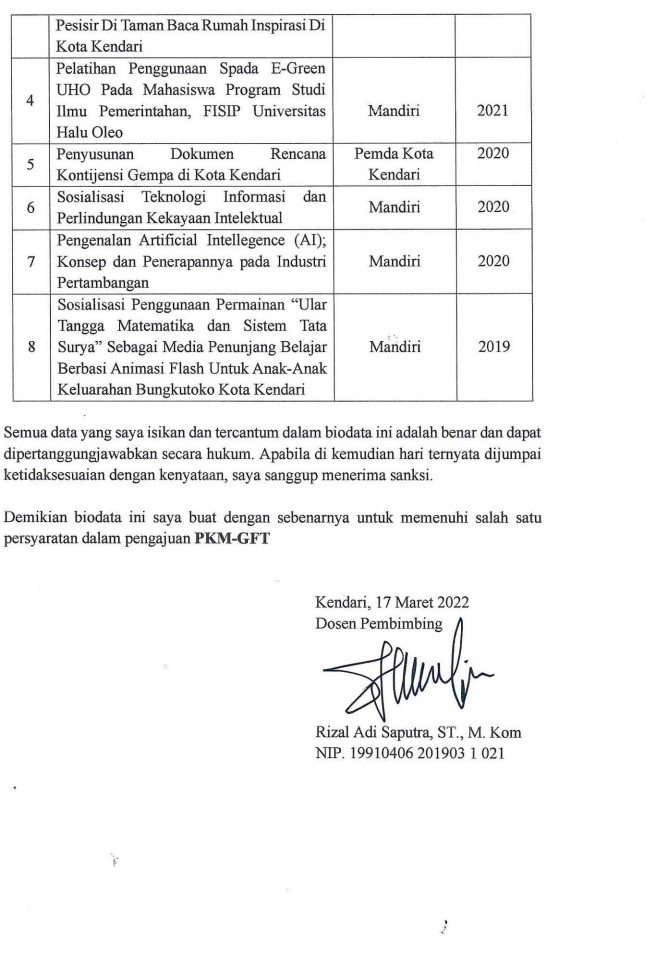 Pesisir Di Taman Baca Rumah Inspirasi Di
Kota Kendari
4
Pelatihan Penggunaan Spada E-Green
UHO Pada Mahasiswa Program Studi
Ilmu Pemerintahan, FISIP Universitas
Halu Oleo
Mandiri
2021
5
Penyusunan Dokumen Rencana
Kontijensi Gempa di Kota Kendari
Pemda Kota
Kendari
2020
6
Sosialisasi Teknologi Informasi dan
Perlindungan Kekayaan Intelektual
Mandiri
2020
7
Pengenalan Artificial Intellegence (AI);
Konsep dan Penerapannya pada Industri
Pertambangan
Mandiri
2020
8
Sosialisasi Penggunaan Permainan “Ular
Tangga Matematika dan Sistem Tata
Surya” Sebagai Media Penunjang Belajar
Berbasi Animasi Flash Untuk Anak-Anak
Keluarahan Bungkutoko Kota Kendari
Mandiri
2019
Semua data yang saya isikan dan tercantum dalam biodata ini adalah benar dan dapat
dipertanggungjawabkan secara hukum. Apabila di kemudian hari ternyata dijumpai
ketidaksesuaian dengan kenyataan, saya sanggup menerima sanksi.
Demikian biodata ini saya buat dengan sebenarnya untuk memenuhi salah satu
persyaratan dalam pengajuan PKM-GFT
Kendari, 17 Maret 2022
Dosen Pembimbing
Rizal Adi Saputra, ST., M. Kom
NIP. 19910406 201903 1 021